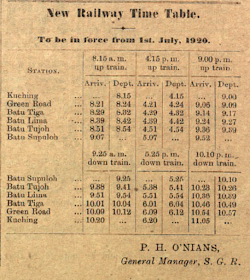 New Railway Time Table.
To be in force from 1st. July, 1920.
8.15 a. m. 4.15 p. m. 9.00 p. m.
up train. up train. up train.
STATION.
Arriv. Dept. Arriv. Dept. Arriv. Dept.
Kuching 8.15 4.15 9.00
Green Road ... 8.21 8.24 4.21 4.24 9.06 9.09
Batu Tiga ... 8.29 8.32 4.29 4.32 9.14 9.17
Batu Lima ... 8.39 8.42 4.39 4.42 9.24 9.27
Batu Tujoh ... 8.51 8.54 4.51 4.54 9.36 9.39
Batu Supuloh ... 9.07 ... 5.07 ... 9.52 ...
9.25 a.m. 5.25 p.m. 10.10 p.m.
down train. down train. down train.
Batu Supuloh ... 9.25 ... 5.25 ... 10.10
Batu Tujoh ... 9.38 9.41 5.38 5.41 10.23 10.26
Batu Lima ... 9.51 9.54 5.51 5.54 10.36 10.39
Batu Tiga ... 10.01 10.04 6.01 6.04 10.46 10.49
Green Road ... 10.09 10.12 6.09 6.12 10.54 10.57
Kuching ... 10.20 ... 6.20 ... 11.05 ...
P. H. O'NIANS,
General Manager, S. G. R.